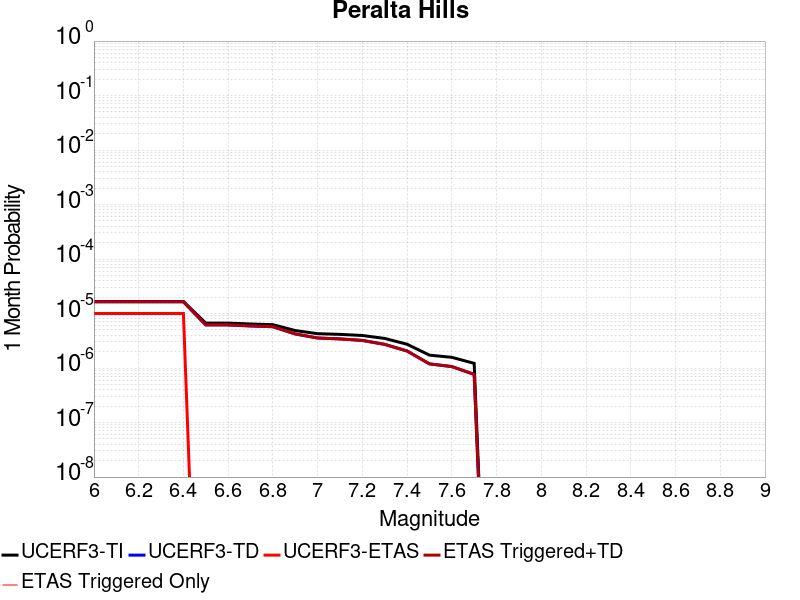 Peralta Hills
10^0
10^-1
10^-2
10^-3
10^-4
10^-5
10^-6
10^-7
10^-8
1 Month Probability
6 6.2 6.4 6.6 6.8 7 7.2 7.4 7.6 7.8 8 8.2 8.4 8.6 8.8 9
Magnitude
UCERF3-TI UCERF3-TD UCERF3-ETAS ETAS Triggered+TD
ETAS Triggered Only